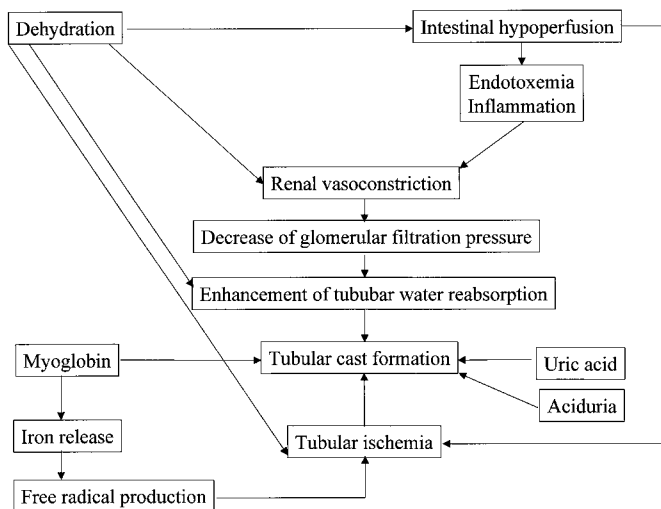 Dehydration
Intestinal hypoperfusion
Endotoxemia
Inflammation
Renal vasoconstriction
Decrease of glomerular filtration pressure
Enhancement of tububar water reabsorption
Myoglobin
Tubular cast formation
Uric acid
Aciduria
Iron release
Tubular ischemia
Free radical production